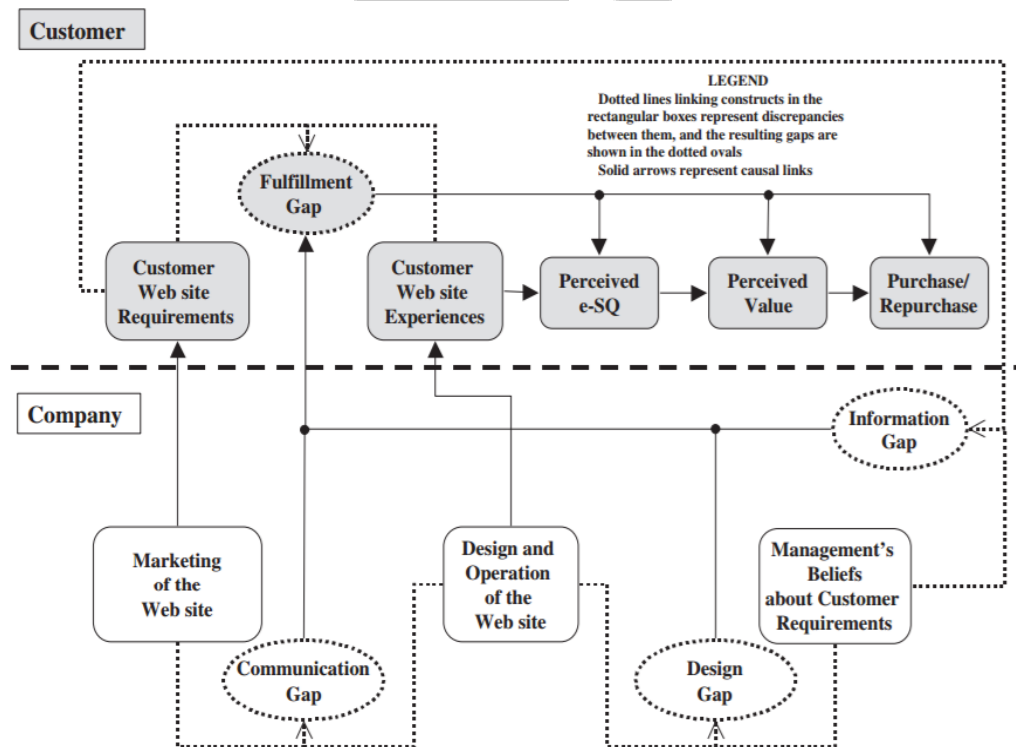 Customer
LEGEND
Dotted lines linking constructs in the
rectangular boxes represent discrepancies
between them, and the resulting gaps are
shown in the dotted ovals
Solid arrows represent causal links
Fulfillment
Gap
Customer
Web site
Requirements
Customer
Web site
Experiences
Perceived
e-SQ
Perceived
Value
Purchase/
Repurchase
Company
Information
Gap
Marketing
of the
Web site
Design and
Operation
of the
Web site
Management’s
Beliefs
about Customer
Requirements
Communication
Gap
Design
Gap